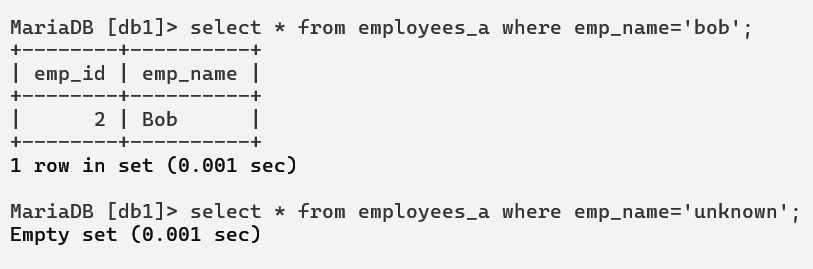 MariaDB [db1]> select * from employees_a where emp_name='bob';
+--------+----------+
| emp_id | emp_name |
+--------+----------+
|      2 | Bob      |
+--------+----------+
1 row in set (0.001 sec)

MariaDB [db1]> select * from employees_a where emp_name='unknown';
Empty set (0.001 sec)